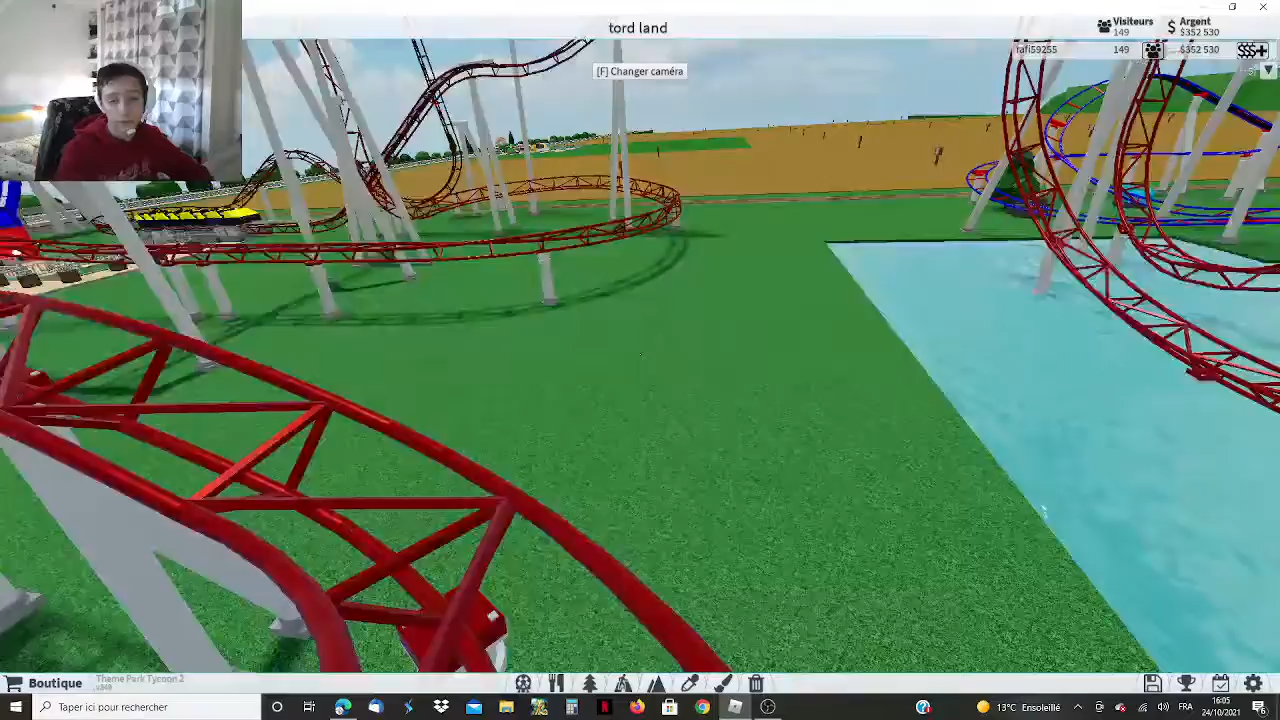 tord land
Visiteurs
149
Argent
$352 530
rafi59255 149 $352 530
[F] Changer caméra
Boutique
Theme Park Tycoon 2
Taper ici pour rechercher
13°C Ensoleillé
FRA
16:05
24/10/2021